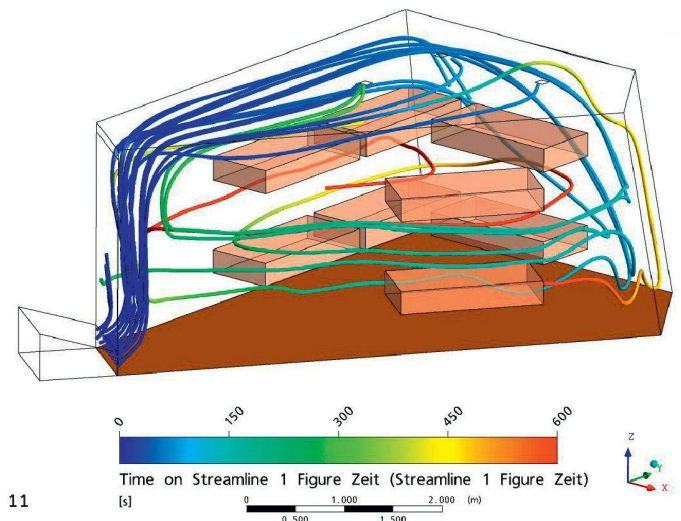 0 150 300 450 600
Time on Streamline 1 Figure Zeit (Streamline 1 Figure Zeit)
[s]
0 1.000 2.000 (m)
0.500 1.500
Z
Y
X
11